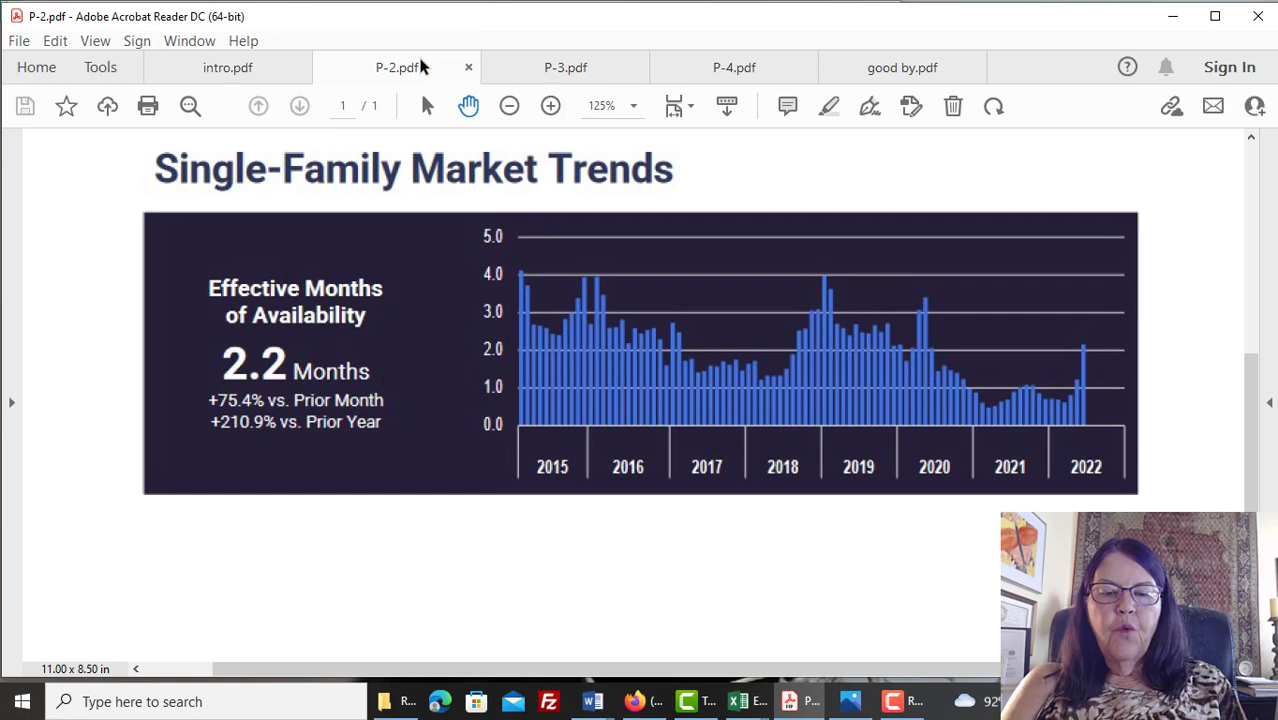 P-2.pdf - Adobe Acrobat Reader DC (64-bit)
File Edit View Sign Window Help
Home Tools intro.pdf P-2.pdf × P-3.pdf P-4.pdf good by.pdf ? Sign In
1 / 1 125%
Single-Family Market Trends
Effective Months
of Availability
2.2 Months
+75.4% vs. Prior Month
+210.9% vs. Prior Year
5.0
4.0
3.0
2.0
1.0
0.0
2015 2016 2017 2018 2019 2020 2021 2022
11.00 x 8.50 in
Type here to search R... W (... C T... E... P... C R... 92°